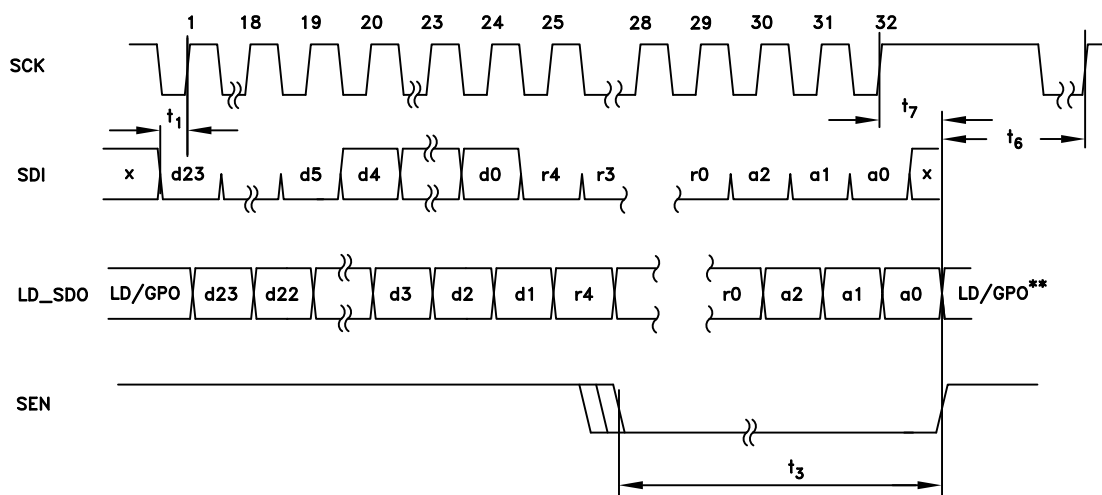 1 18 19 20 23 24 25 28 29 30 31 32
SCK
t1 t7 t6
SDI x d23 d5 d4 d0 r4 r3 r0 a2 a1 a0 x
LD_SDO LD/GPO d23 d22 d3 d2 d1 r4 r0 a2 a1 a0 LD/GPO**
SEN
t3